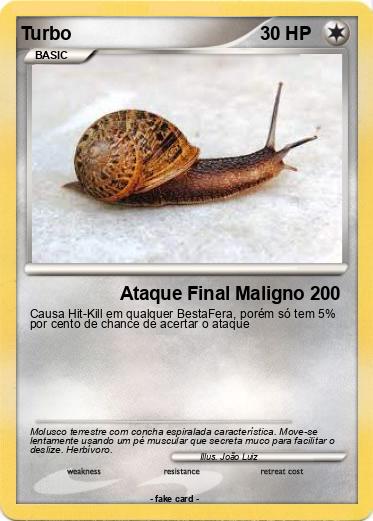 Turbo 30 HP
BASIC
Ataque Final Maligno 200
Causa Hit-Kill em qualquer BestaFera, porém só tem 5%
por cento de chance de acertar o ataque
Molusco terrestre com concha espiralada característica. Move-se
lentamente usando um pé muscular que secreta muco para facilitar o
deslize. Herbívoro.
Illus. João Luiz
weakness resistance retreat cost
- fake card -